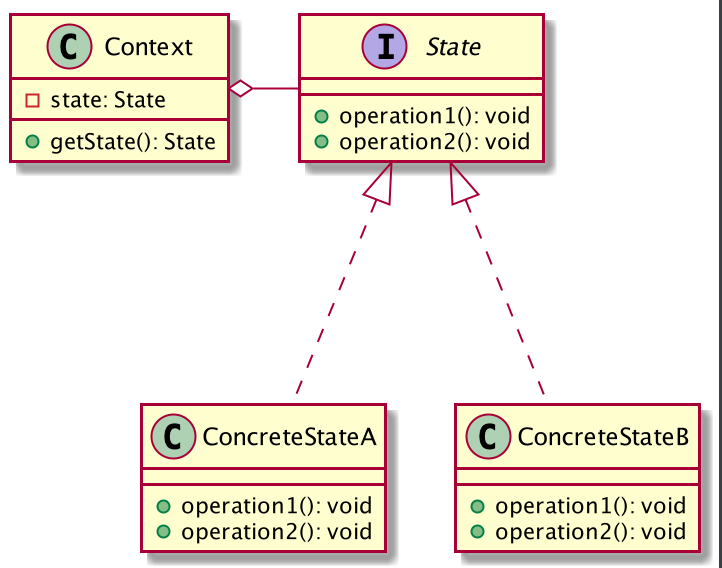 C Context
state: State
getState(): State
I State
operation1(): void
operation2(): void
C ConcreteStateA
operation1(): void
operation2(): void
C ConcreteStateB
operation1(): void
operation2(): void